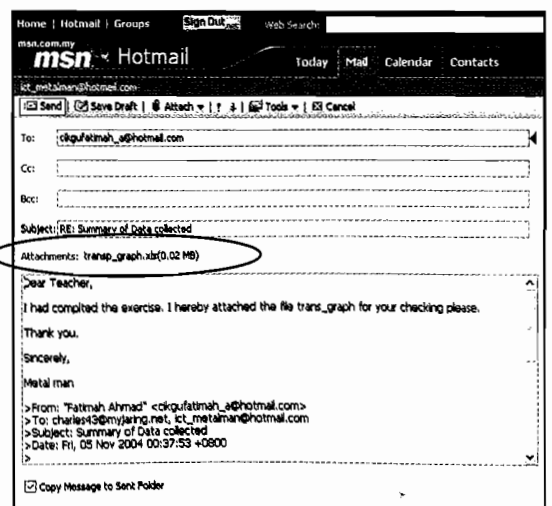 Home | Hotmail | Groups Sign Out Web Search:
msn.com.my
msn Hotmail Today Mail Calendar Contacts
ict_metalman@hotmail.com
Send | Save Draft | Attach | ! ↓ | Tools | Cancel
To: cikgufatimah_a@hotmail.com
Cc:
Bcc:
Subject: RE: Summary of Data collected
Attachments: transp_graph.xls(0.02 MB)
Dear Teacher,
I had complted the exercise. I hereby attached the file trans_graph for your checking please.
Thank you.
Sincerely,
Metal man
>From: "Fatimah Ahmad" <cikgufatimah_a@hotmail.com>
>To: charles43@myjaring.net, ict_metalman@hotmail.com
>Subject: Summary of Data collected
>Date: Fri, 05 Nov 2004 00:37:53 +0800
>
Copy Message to Sent Folder